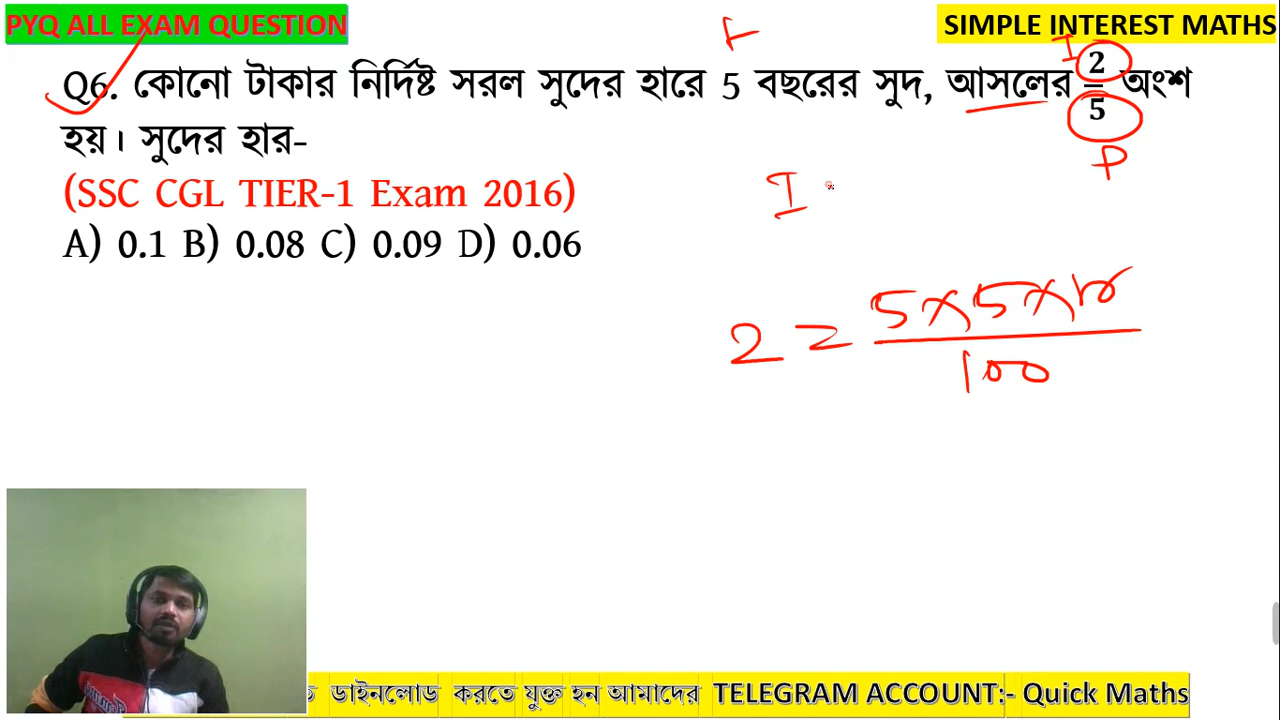 PYQ ALL EXAM QUESTION
SIMPLE INTEREST MATHS
Q6. কোনো টাকার নির্দিষ্ট সরল সুদের হারে 5 বছরের সুদ, আসলের 2/5 অংশ
হয়। সুদের হার-
(SSC CGL TIER-1 Exam 2016)
A) 0.1 B) 0.08 C) 0.09 D) 0.06
I
P
I
2 = 5×5×r/100
ডাইনলোড করতে যুক্ত হন আমাদের TELEGRAM ACCOUNT:- Quick Maths